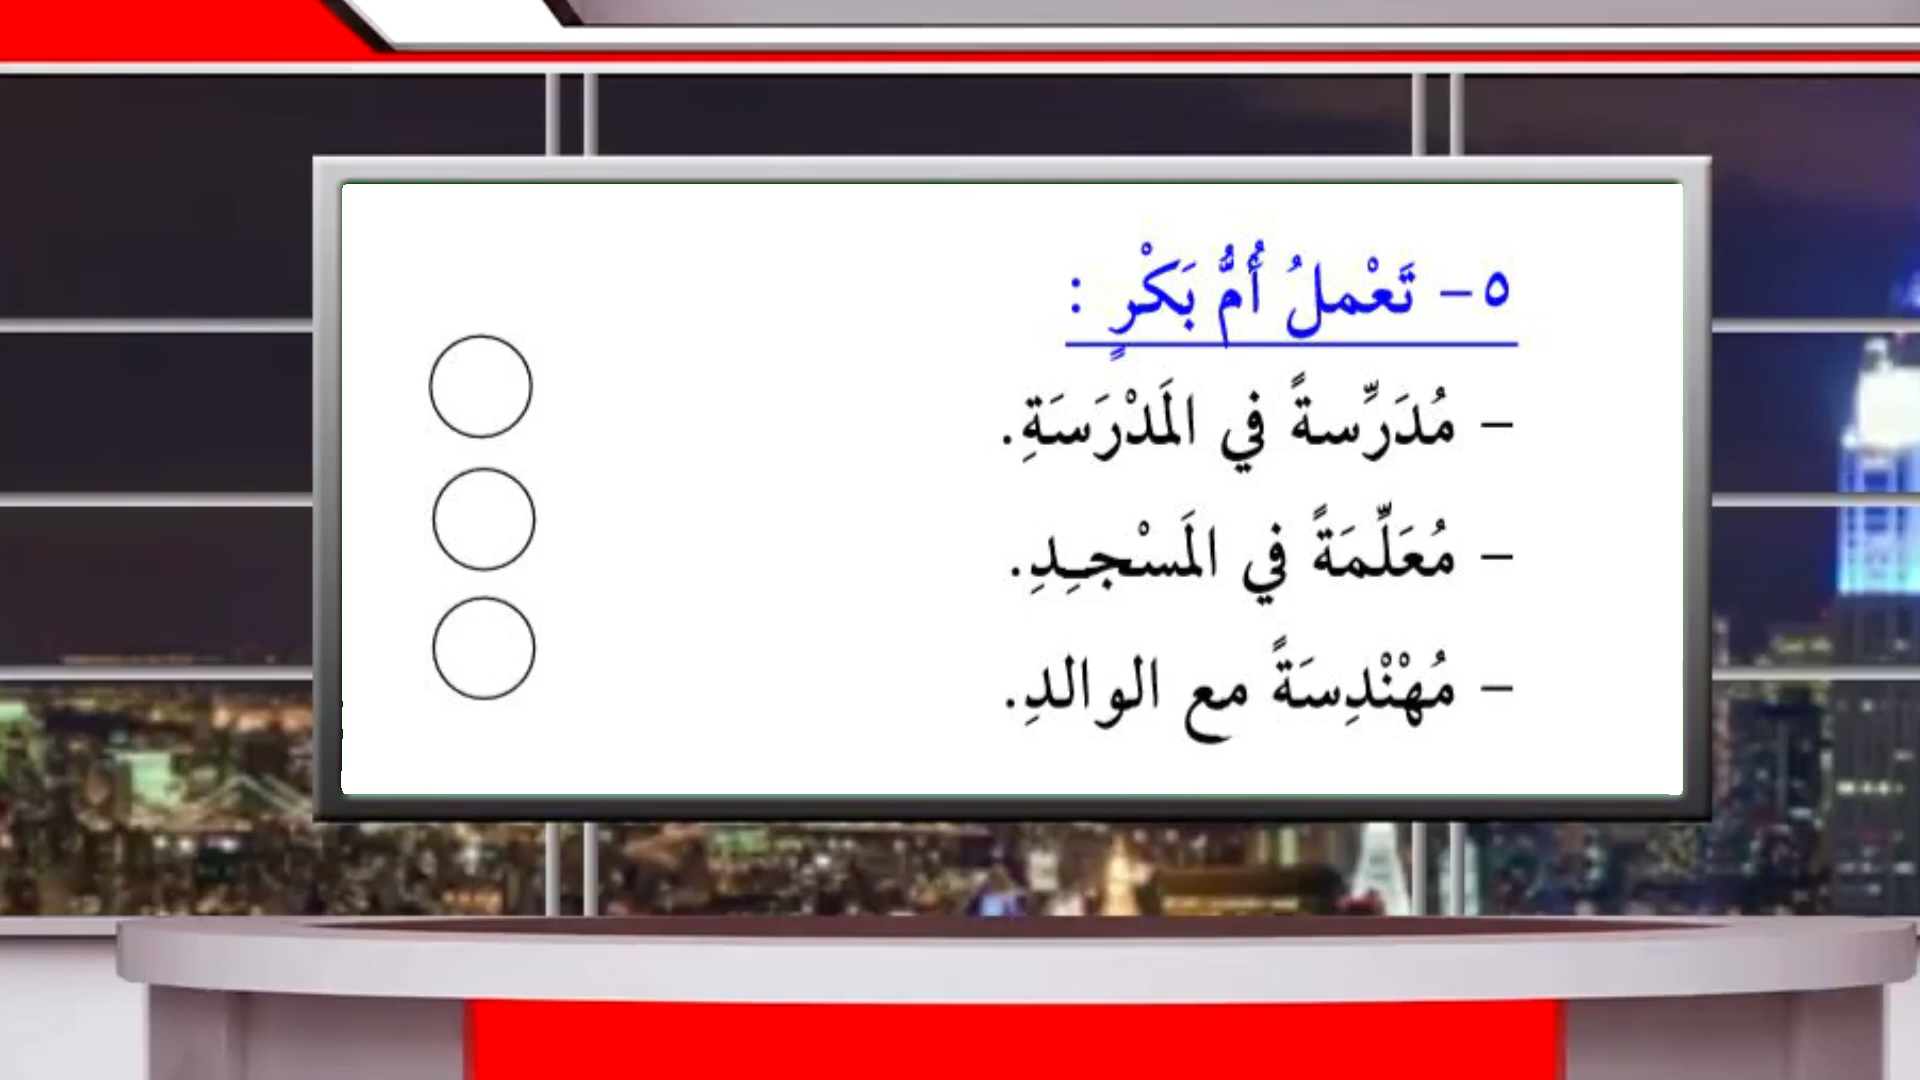 ٥- تَعْملُ أُمُّ بَكْرٍ :
- مُدَرِّسةً في المَدْرَسَةِ.
- مُعَلِّمَةً في المَسْجِدِ.
- مُهْنْدِسَةً مع الوالدِ.